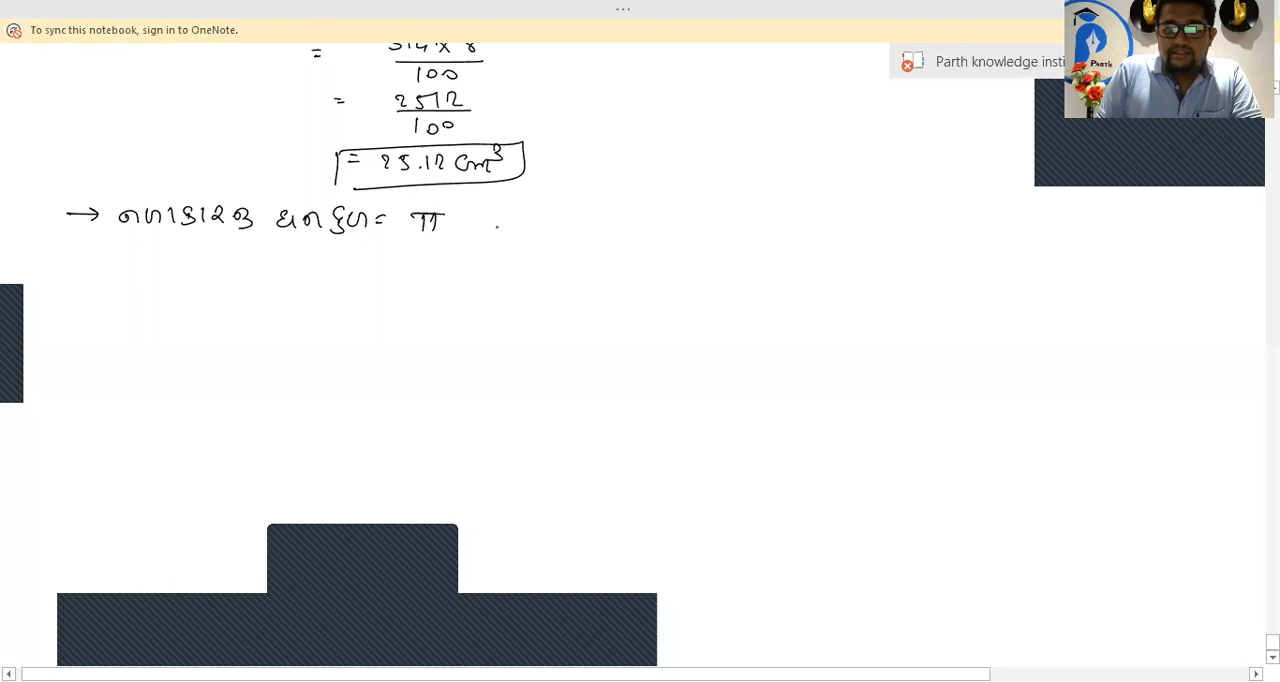 To sync this notebook, sign in to OneNote.
Parth knowledge insti
PARTH
= 314 × 8
100
= 2512
100
= 25.12 cm³
→ નળાકારનું ઘનફળ = π